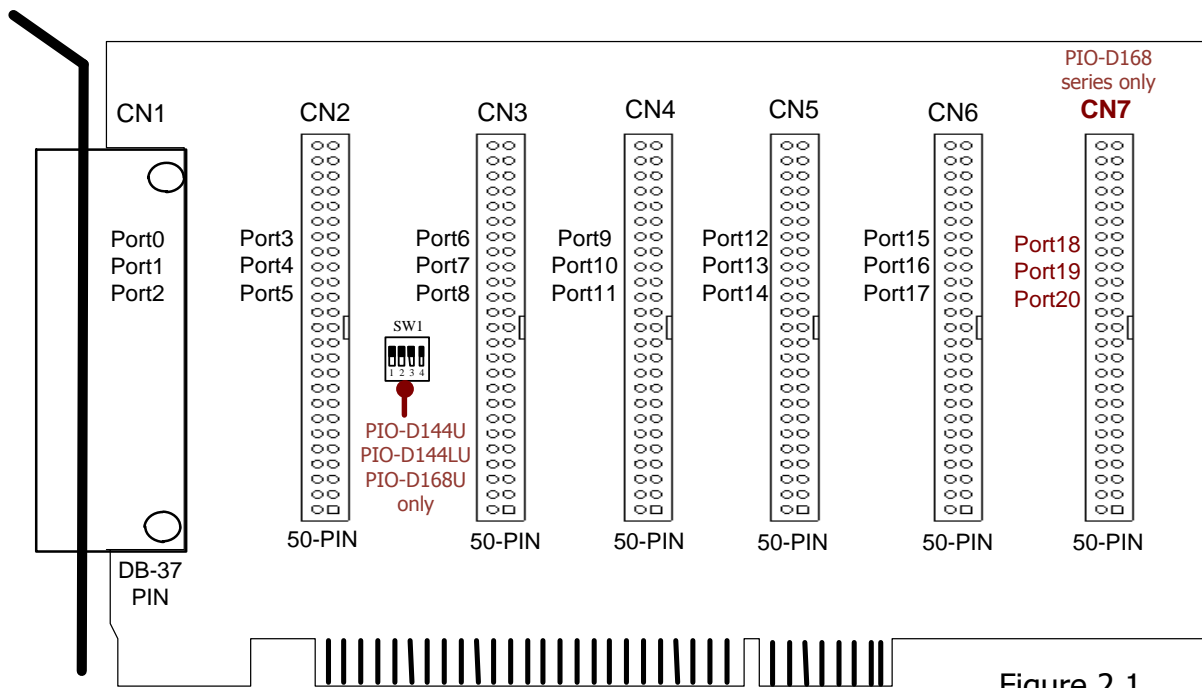 PIO-D168
series only
CN1
CN2
CN3
CN4
CN5
CN6
CN7
Port0
Port1
Port2
Port3
Port4
Port5
Port6
Port7
Port8
Port9
Port10
Port11
Port12
Port13
Port14
Port15
Port16
Port17
Port18
Port19
Port20
SW1
1 2 3 4
PIO-D144U
PIO-D144LU
PIO-D168U
only
DB-37
PIN
50-PIN
50-PIN
50-PIN
50-PIN
50-PIN
50-PIN
Figure 2.1